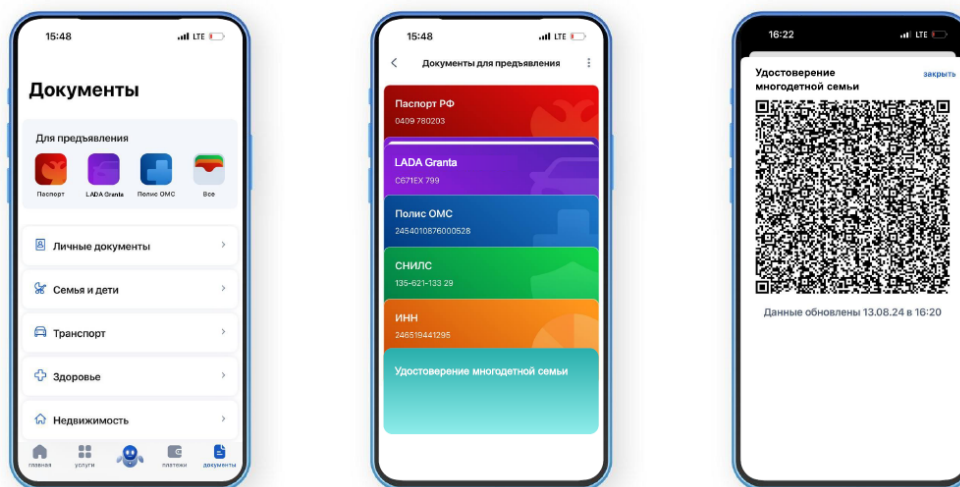 15:48
LTE
Документы
Для предъявления
Паспорт
LADA Granta
Полис ОМС
Все
Личные документы
Семья и дети
Транспорт
Здоровье
Недвижимость
главная
услуги
платежи
документы
15:48
LTE
Документы для предъявления
Паспорт РФ
0409 780203
LADA Granta
С671ЕХ 799
Полис ОМС
2454010876000528
СНИЛС
135-621-133 29
ИНН
246519441295
Удостоверение многодетной семьи
16:22
LTE
Удостоверение
многодетной семьи
закрыть
Данные обновлены 13.08.24 в 16:20